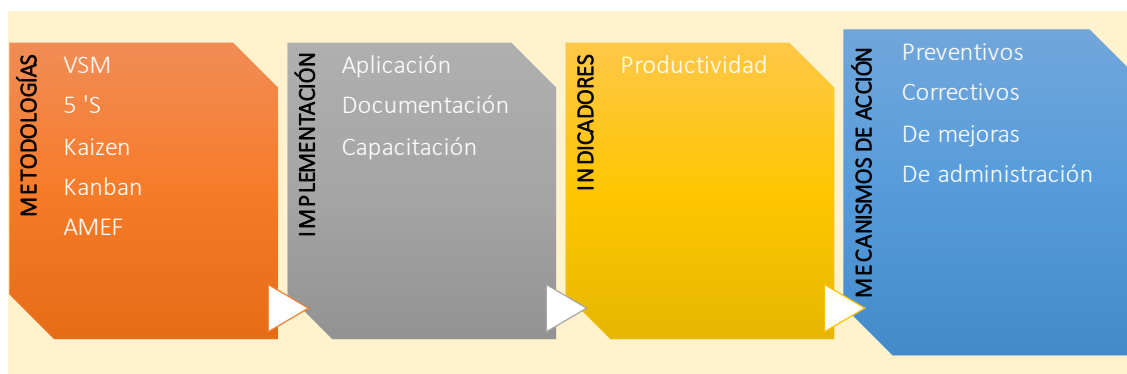 METODOLOGÍAS
VSM
5 'S
Kaizen
Kanban
AMEF
IMPLEMENTACIÓN
Aplicación
Documentación
Capacitación
INDICADORES
Productividad
MECANISMOS DE ACCIÓN
Preventivos
Correctivos
De mejoras
De administración